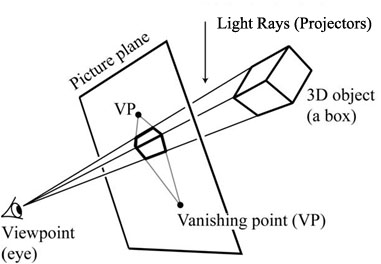 Light Rays (Projectors)
Picture plane
VP
3D object
(a box)
Vanishing point (VP)
Viewpoint
(eye)